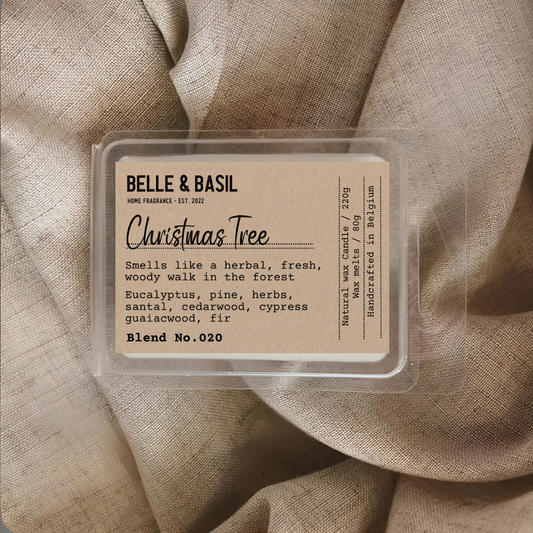 BELLE & BASIL
HOME FRAGRANCE - EST. 2022
Christmas Tree
Smells like a herbal, fresh,
woody walk in the forest
Eucalyptus, pine, herbs,
santal, cedarwood, cypress
guaiacwood, fir
Blend No.020
Natural wax Candle / 220g
Wax melts / 80g
Handcrafted in Belgium